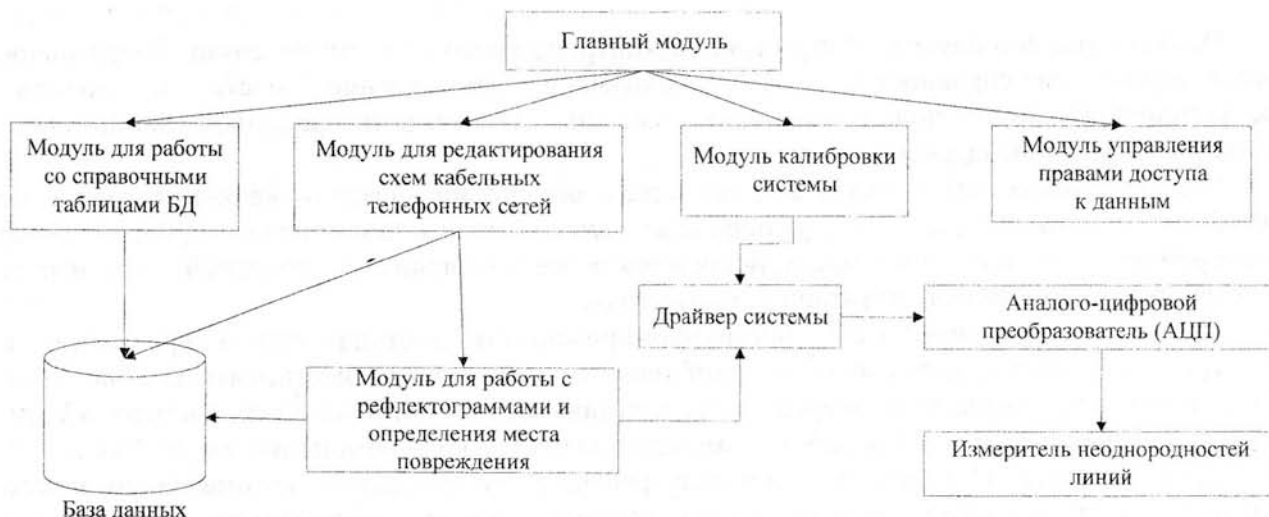 Главный модуль
Модуль для работы
со справочными
таблицами БД
Модуль для редактирования
схем кабельных
телефонных сетей
Модуль калибровки
системы
Модуль управления
правами доступа
к данным
Драйвер системы
Аналого-цифровой
преобразователь (АЦП)
Модуль для работы с
рефлектограммами и
определения места
повреждения
Измеритель неоднородностей
линий
База данных